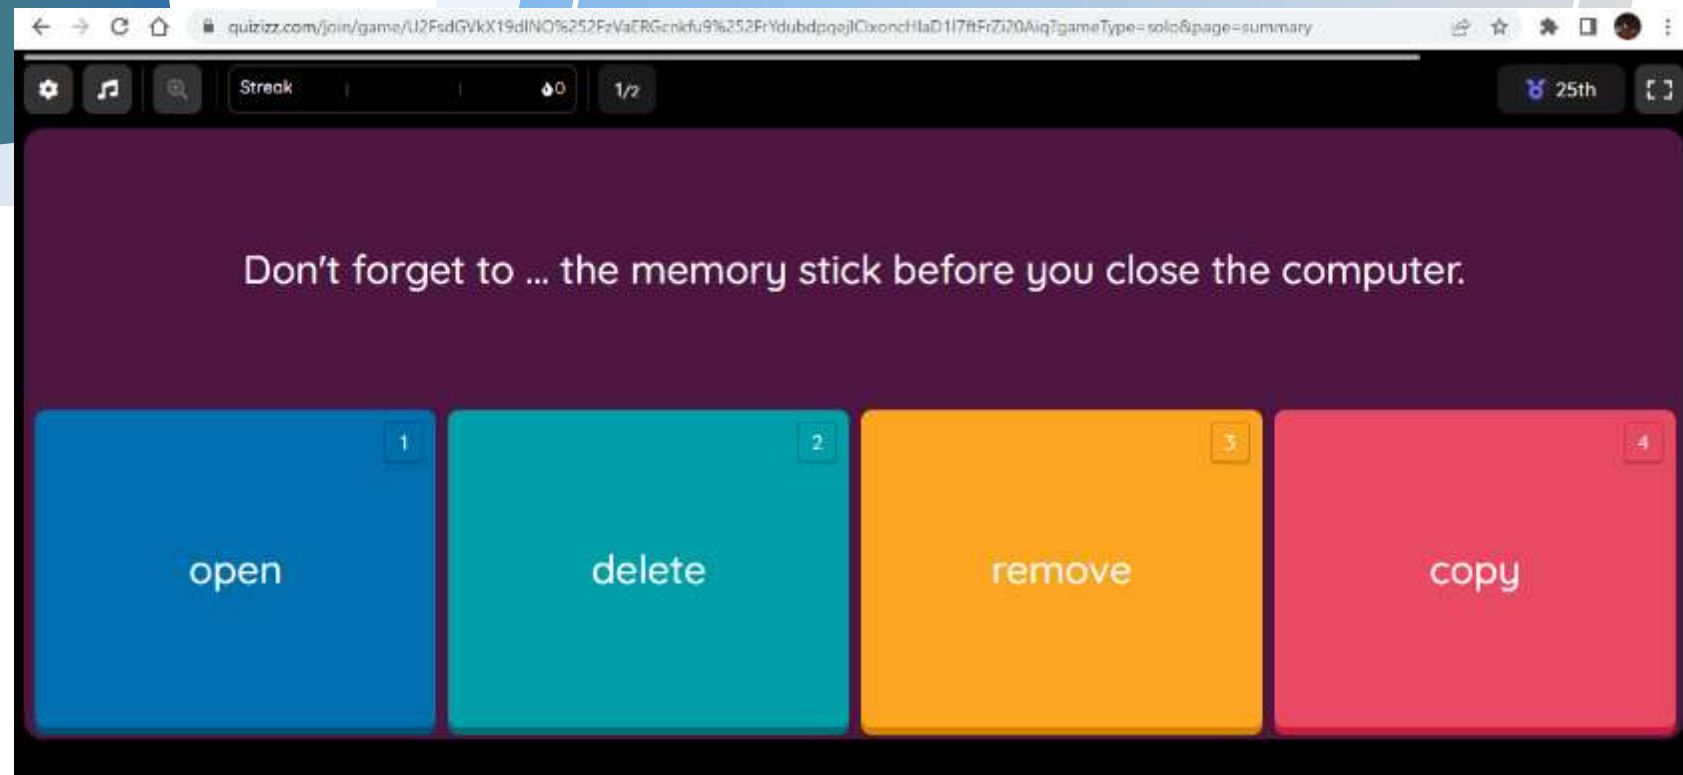 Streak
0
1/2
25th
Don't forget to ... the memory stick before you close the computer.
1
2
3
4
open
delete
remove
copy